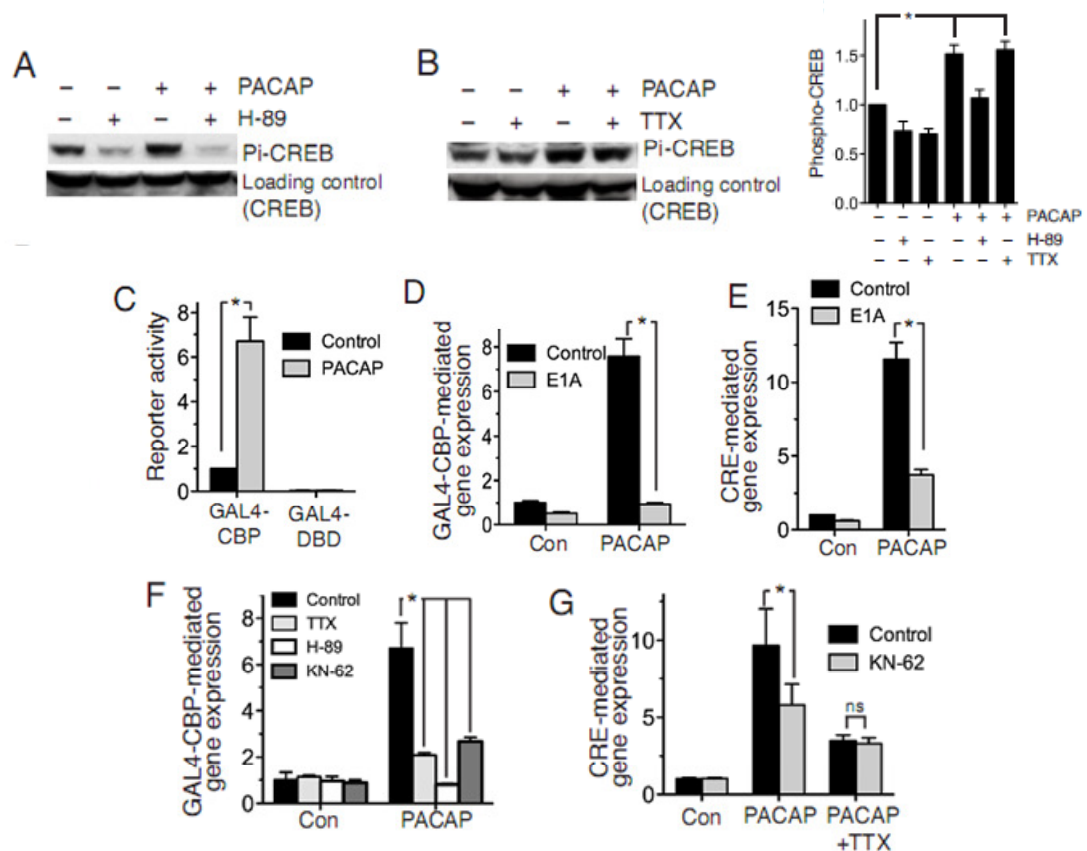 A
− − + + PACAP
− + − + H-89
Pi-CREB
Loading control
(CREB)
B
− − + + PACAP
− + − + TTX
Pi-CREB
Loading control
(CREB)
*
Phospho-CREB
1.5
1.0
0.5
0.0
− − − + + + PACAP
− + − − + − H-89
− − + − − + TTX
C
Reporter activity
8
6
4
2
0
*
Control
PACAP
GAL4-
CBP
GAL4-
DBD
D
GAL4-CBP-mediated
gene expression
8
6
4
2
0
*
Control
E1A
Con
PACAP
E
CRE-mediated
gene expression
15
10
5
0
Control
E1A
*
Con
PACAP
F
GAL4-CBP-mediated
gene expression
8
6
4
2
0
Control
TTX
H-89
KN-62
*
Con
PACAP
G
CRE-mediated
gene expression
10
5
0
*
ns
Control
KN-62
Con
PACAP
PACAP
+TTX